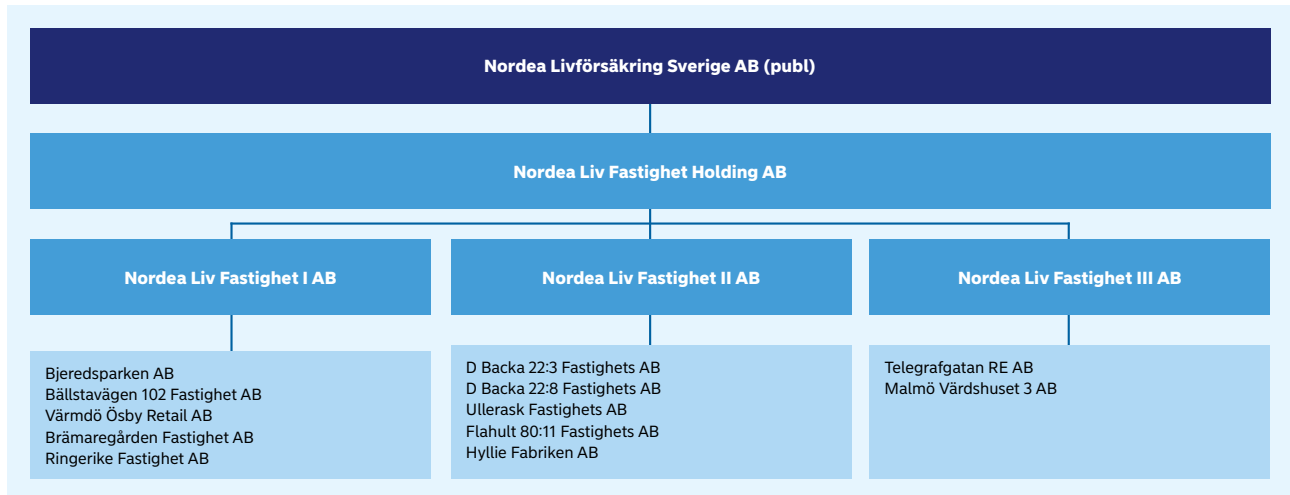 Nordea Livförsäkring Sverige AB (publ)
Nordea Liv Fastighet Holding AB
Nordea Liv Fastighet I AB
Nordea Liv Fastighet II AB
Nordea Liv Fastighet III AB
Bjeredsparken AB
Bällstavägen 102 Fastighet AB
Värmdö Ösby Retail AB
Brämaregården Fastighet AB
Ringerike Fastighet AB
D Backa 22:3 Fastighets AB
D Backa 22:8 Fastighets AB
Ullerask Fastighets AB
Flahult 80:11 Fastighets AB
Hyllie Fabriken AB
Telegrafgatan RE AB
Malmö Värdshuset 3 AB